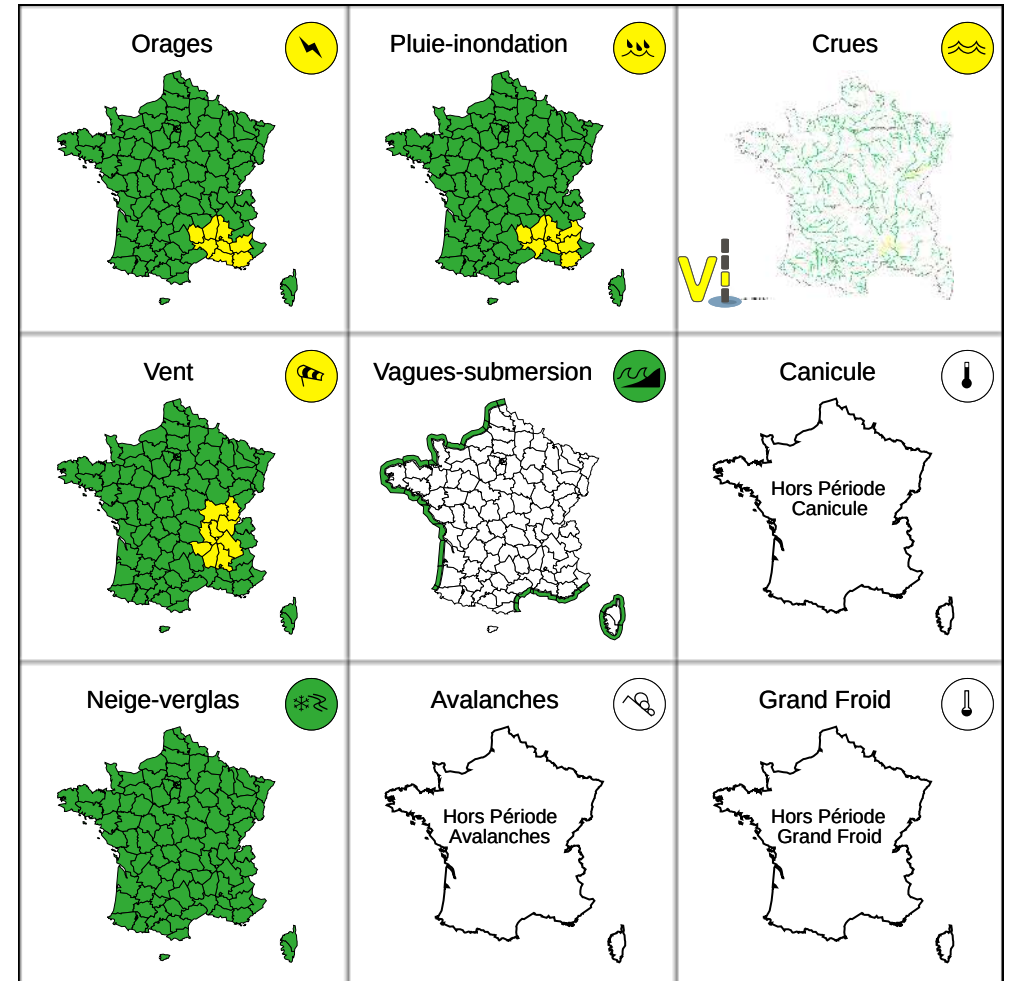 Orages
Pluie-inondation
Crues
Vi
Vent
Vagues-submersion
Canicule
Hors Période
Canicule
Neige-verglas
Avalanches
Grand Froid
Hors Période
Avalanches
Hors Période
Grand Froid